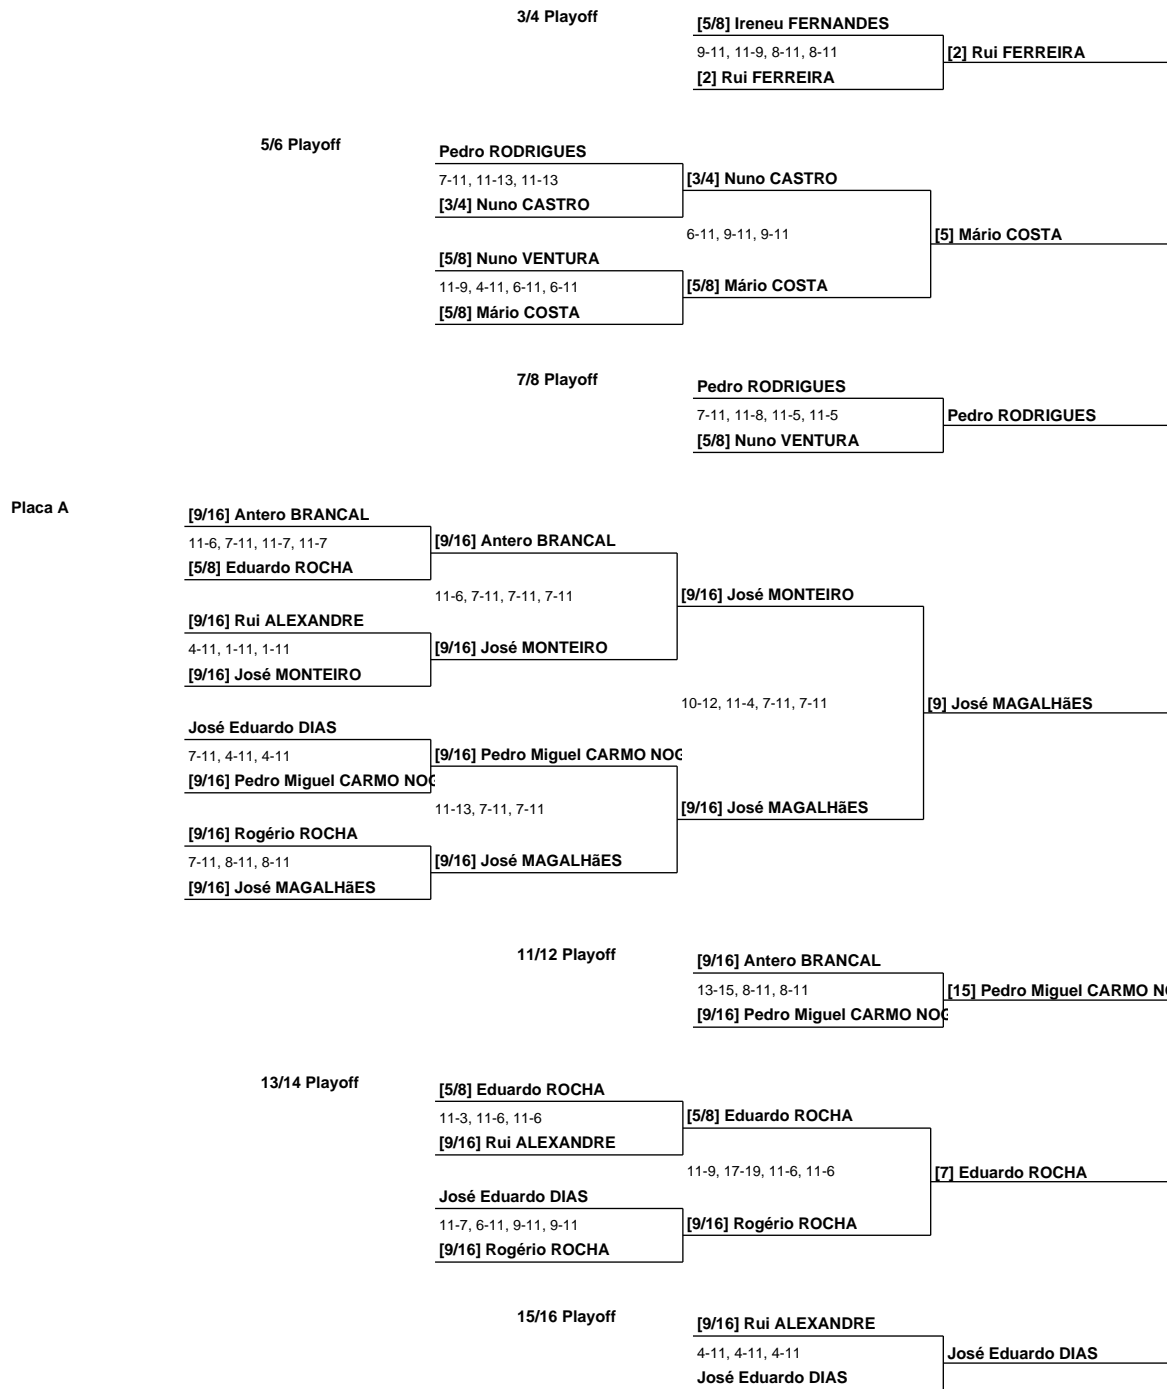 3/4 Playoff
[5/8] Ireneu FERNANDES
9-11, 11-9, 8-11, 8-11
[2] Rui FERREIRA
[2] Rui FERREIRA
5/6 Playoff
Pedro RODRIGUES
7-11, 11-13, 11-13
[3/4] Nuno CASTRO
[3/4] Nuno CASTRO
6-11, 9-11, 9-11
[5] Mário COSTA
[5/8] Nuno VENTURA
11-9, 4-11, 6-11, 6-11
[5/8] Mário COSTA
[5/8] Mário COSTA
7/8 Playoff
Pedro RODRIGUES
7-11, 11-8, 11-5, 11-5
Pedro RODRIGUES
[5/8] Nuno VENTURA
Placa A
[9/16] Antero BRANCAL
11-6, 7-11, 11-7, 11-7
[9/16] Antero BRANCAL
[5/8] Eduardo ROCHA
11-6, 7-11, 7-11, 7-11
[9/16] José MONTEIRO
[9/16] Rui ALEXANDRE
4-11, 1-11, 1-11
[9/16] José MONTEIRO
[9/16] José MONTEIRO
10-12, 11-4, 7-11, 7-11
[9] José MAGALHãES
José Eduardo DIAS
7-11, 4-11, 4-11
[9/16] Pedro Miguel CARMO NOG
[9/16] Pedro Miguel CARMO NOG
11-13, 7-11, 7-11
[9/16] José MAGALHãES
[9/16] Rogério ROCHA
7-11, 8-11, 8-11
[9/16] José MAGALHãES
[9/16] José MAGALHãES
11/12 Playoff
[9/16] Antero BRANCAL
13-15, 8-11, 8-11
[15] Pedro Miguel CARMO NO
[9/16] Pedro Miguel CARMO NOG
13/14 Playoff
[5/8] Eduardo ROCHA
11-3, 11-6, 11-6
[5/8] Eduardo ROCHA
[9/16] Rui ALEXANDRE
11-9, 17-19, 11-6, 11-6
[7] Eduardo ROCHA
José Eduardo DIAS
11-7, 6-11, 9-11, 9-11
[9/16] Rogério ROCHA
[9/16] Rogério ROCHA
15/16 Playoff
[9/16] Rui ALEXANDRE
4-11, 4-11, 4-11
José Eduardo DIAS
José Eduardo DIAS